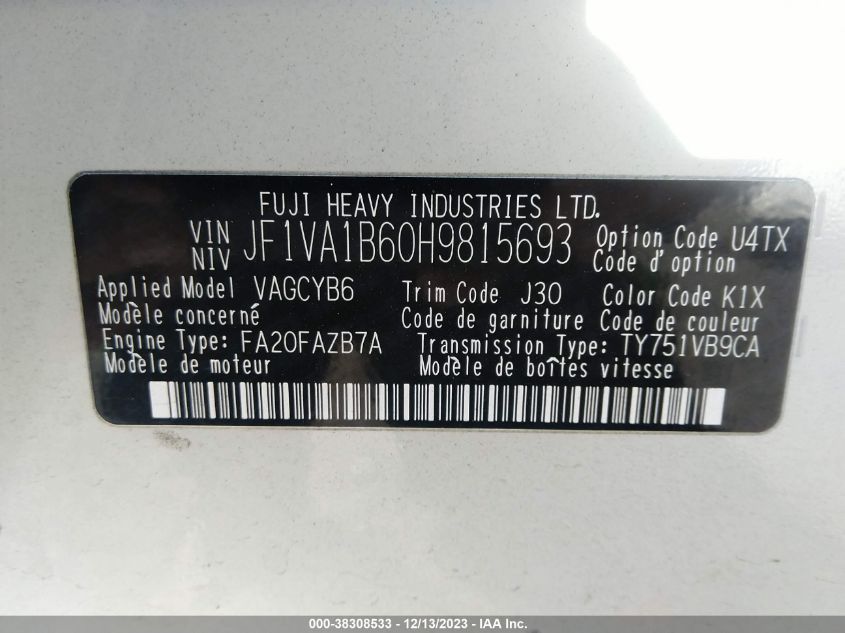 FUJI HEAVY INDUSTRIES LTD.
VIN
NIV
JF1VA1B60H9815693
Option Code U4TX
Code d'option
Applied Model VAGCYB6
Modèle concerné
Trim Code J30
Code de garniture
Color Code K1X
Code de couleur
Engine Type: FA20FAZB7A
Modèle de moteur
Transmission Type: TY751VB9CA
Modèle de boîtes vitesse
000-38308533 - 12/13/2023 - IAA Inc.